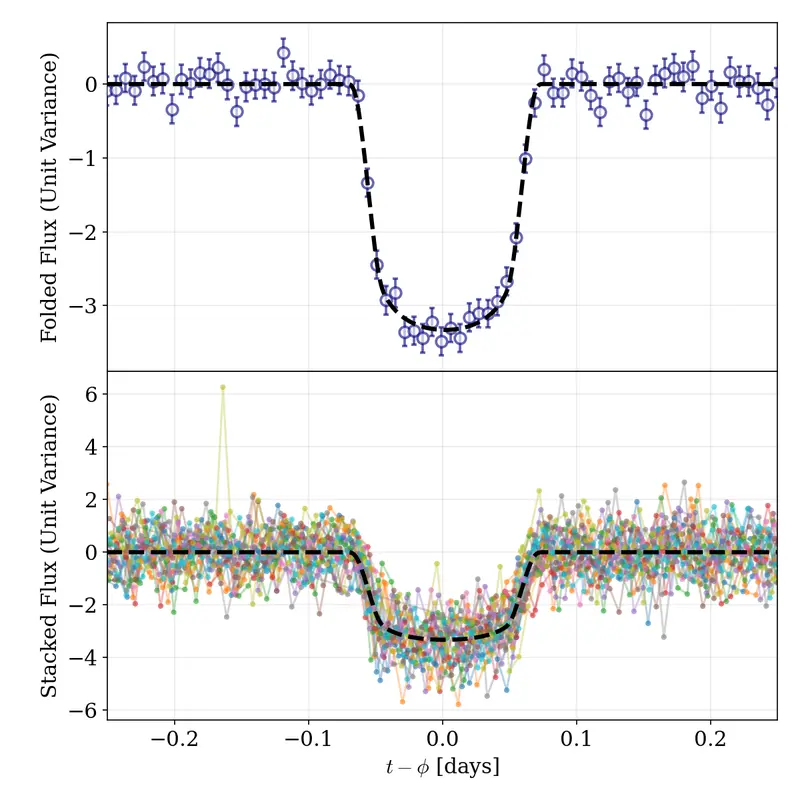 Folded Flux (Unit Variance)
0
−1
−2
−3
Stacked Flux (Unit Variance)
6
4
2
0
−2
−4
−6
−0.2 −0.1 0.0 0.1 0.2
t − ϕ [days]